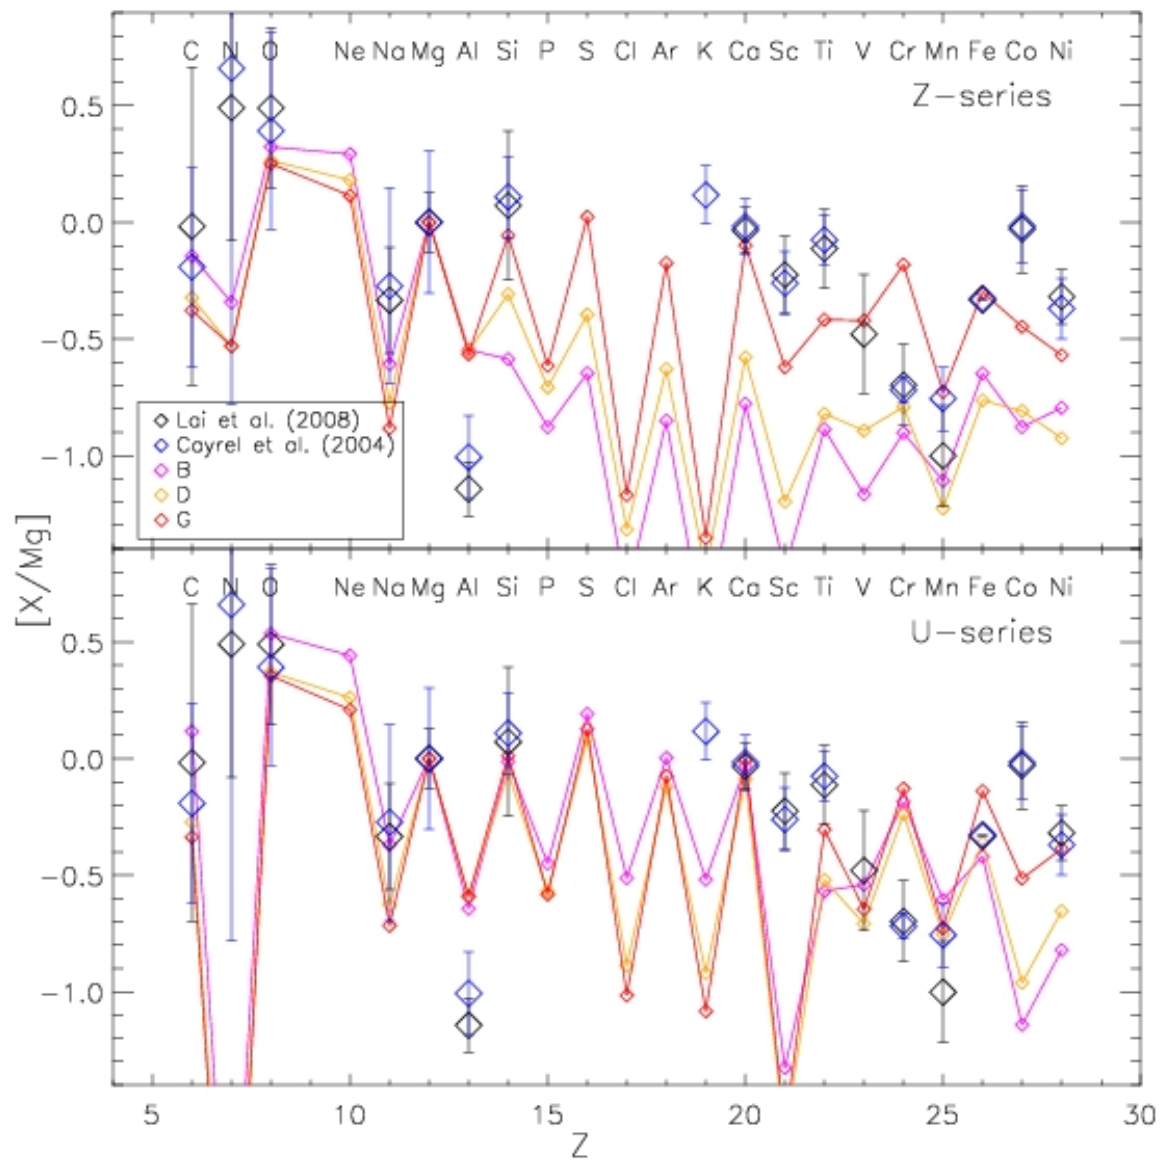 C N O Ne Na Mg Al Si P S Cl Ar K Ca Sc Ti V Cr Mn Fe Co Ni
Z-series
0.5
0.0
-0.5
-1.0
Lai et al. (2008)
Cayrel et al. (2004)
B
D
G
[X/Mg]
C N O Ne Na Mg Al Si P S Cl Ar K Ca Sc Ti V Cr Mn Fe Co Ni
U-series
0.5
0.0
-0.5
-1.0
5 10 15 20 25 30
Z